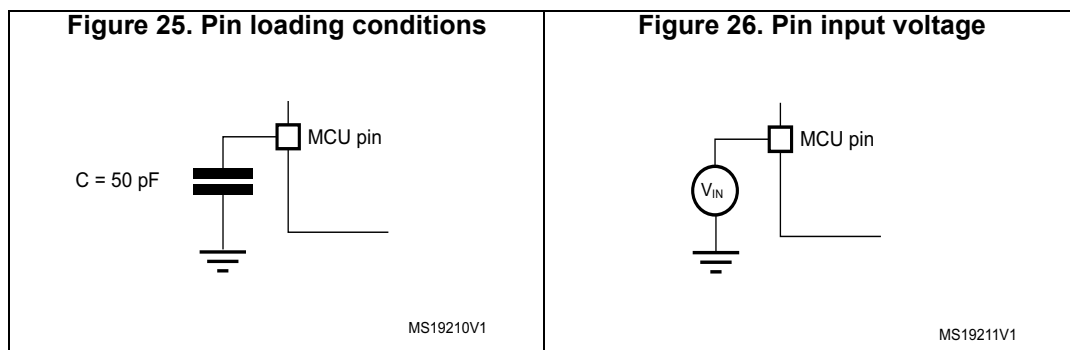 Figure 25. Pin loading conditions
MCU pin
C = 50 pF
MS19210V1
Figure 26. Pin input voltage
MCU pin
VIN
MS19211V1